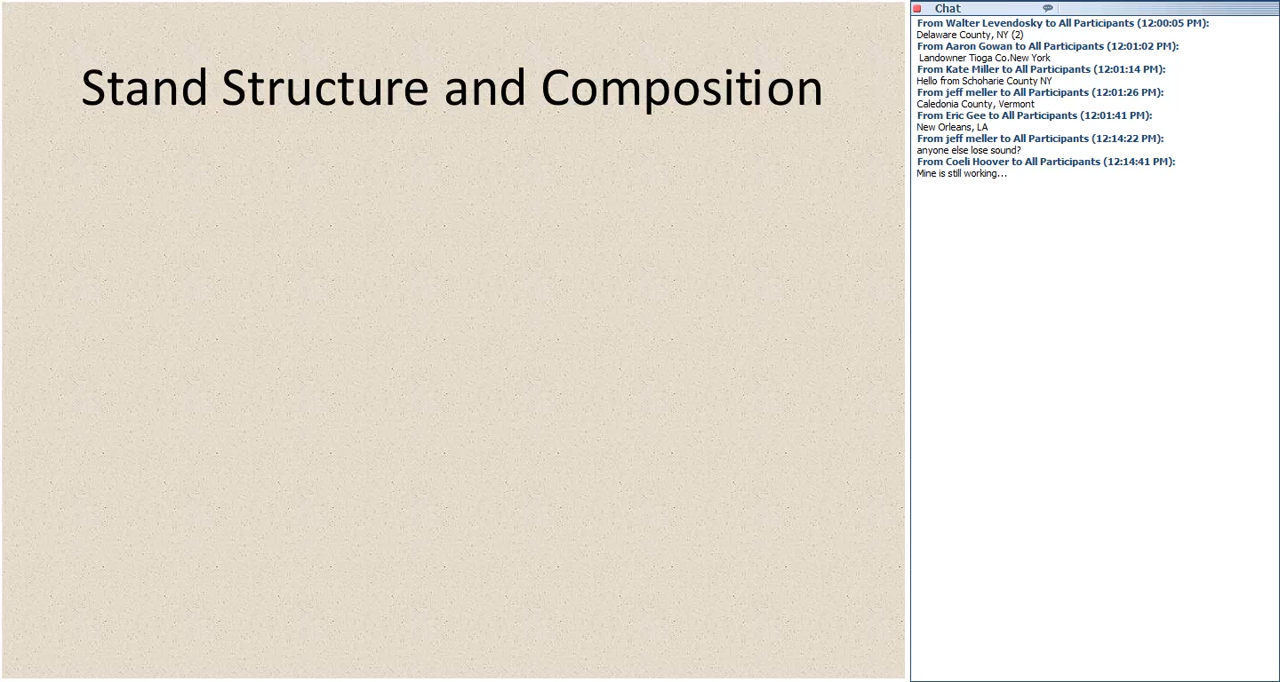 Stand Structure and Composition
Chat
From Walter Levendosky to All Participants (12:00:05 PM):
Delaware County, NY (2)
From Aaron Gowan to All Participants (12:01:02 PM):
Landowner Tioga Co.New York
From Kate Miller to All Participants (12:01:14 PM):
Hello from Schoharie County NY
From jeff meller to All Participants (12:01:26 PM):
Caledonia County, Vermont
From Eric Gee to All Participants (12:01:41 PM):
New Orleans, LA
From jeff meller to All Participants (12:14:22 PM):
anyone else lose sound?
From Coeli Hoover to All Participants (12:14:41 PM):
Mine is still working...